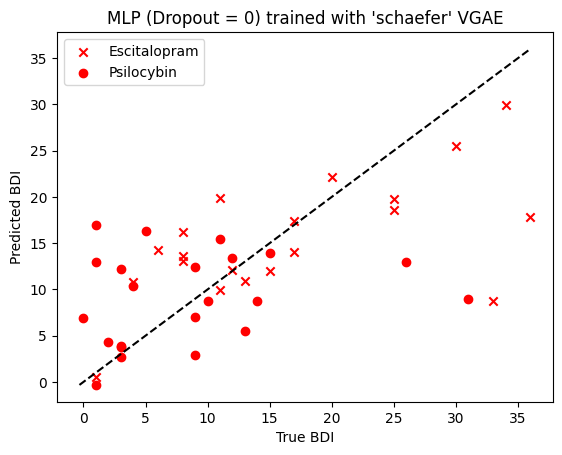 MLP (Dropout = 0) trained with 'schaefer' VGAE
Escitalopram
Psilocybin
35
30
25
20
15
10
5
0
Predicted BDI
0 5 10 15 20 25 30 35
True BDI